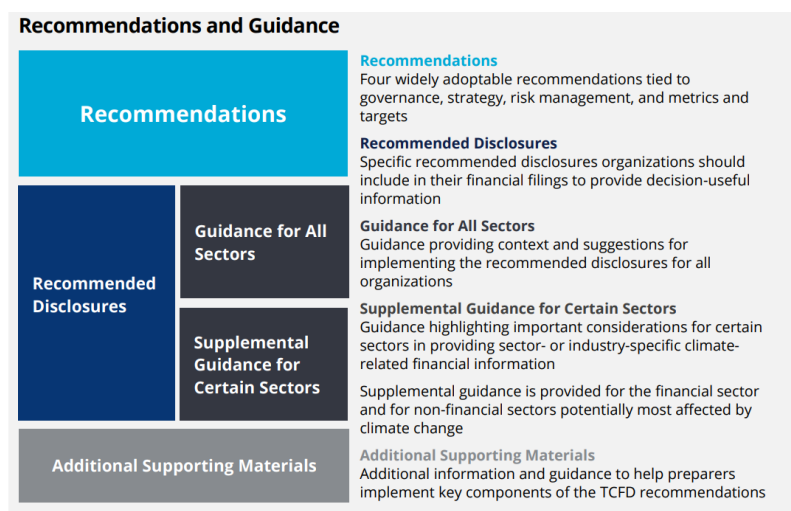 Recommendations and Guidance
Recommendations
Recommended
Disclosures
Guidance for All
Sectors
Supplemental
Guidance for
Certain Sectors
Additional Supporting Materials
Recommendations
Four widely adoptable recommendations tied to
governance, strategy, risk management, and metrics and
targets
Recommended Disclosures
Specific recommended disclosures organizations should
include in their financial filings to provide decision-useful
information
Guidance for All Sectors
Guidance providing context and suggestions for
implementing the recommended disclosures for all
organizations
Supplemental Guidance for Certain Sectors
Guidance highlighting important considerations for certain
sectors in providing sector- or industry-specific climate-
related financial information
Supplemental guidance is provided for the financial sector
and for non-financial sectors potentially most affected by
climate change
Additional Supporting Materials
Additional information and guidance to help preparers
implement key components of the TCFD recommendations